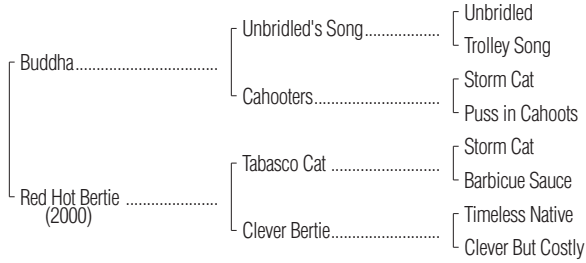 Unbridled
Unbridled's Song..................
Trolley Song
Buddha.................................
Storm Cat
Cahooters..............................
Puss in Cahoots
Storm Cat
Tabasco Cat ..........................
Barbicue Sauce
Red Hot Bertie ......................
(2000)
Timeless Native
Clever Bertie..........................
Clever But Costly